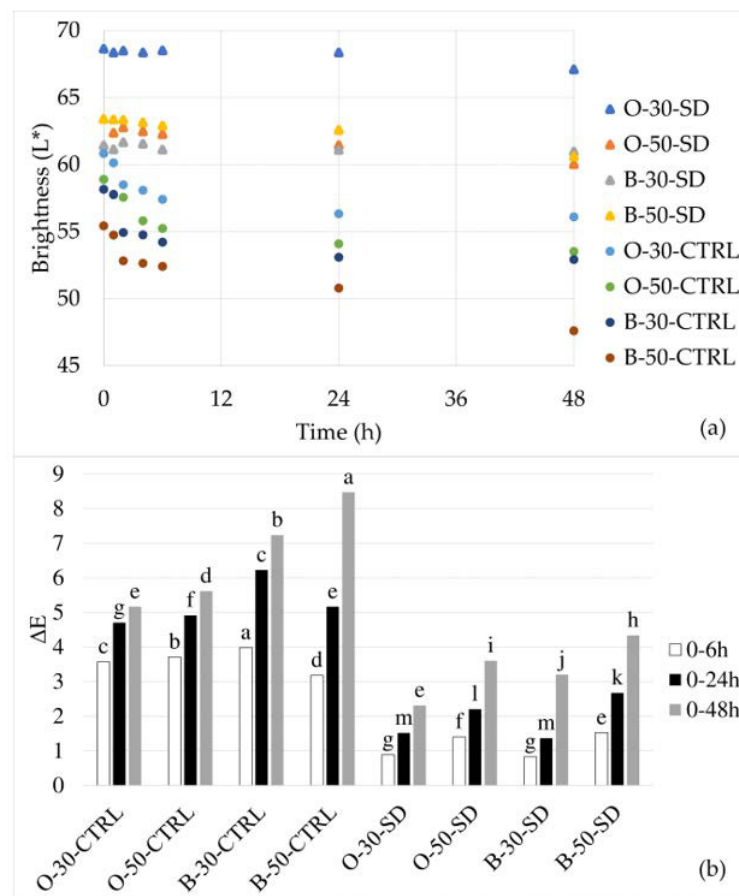 70
65
60
55
50
45
Brightness (L*)
0 12 24 36 48
Time (h)
(a)
O-30-SD
O-50-SD
B-30-SD
B-50-SD
O-30-CTRL
O-50-CTRL
B-30-CTRL
B-50-CTRL
9
8
7
6
5
4
3
2
1
0
ΔE
c g e
b f d
a c b
d e a
g m e
f l i
g m j
e k h
O-30-CTRL
O-50-CTRL
B-30-CTRL
B-50-CTRL
O-30-SD
O-50-SD
B-30-SD
B-50-SD
0-6h
0-24h
0-48h
(b)